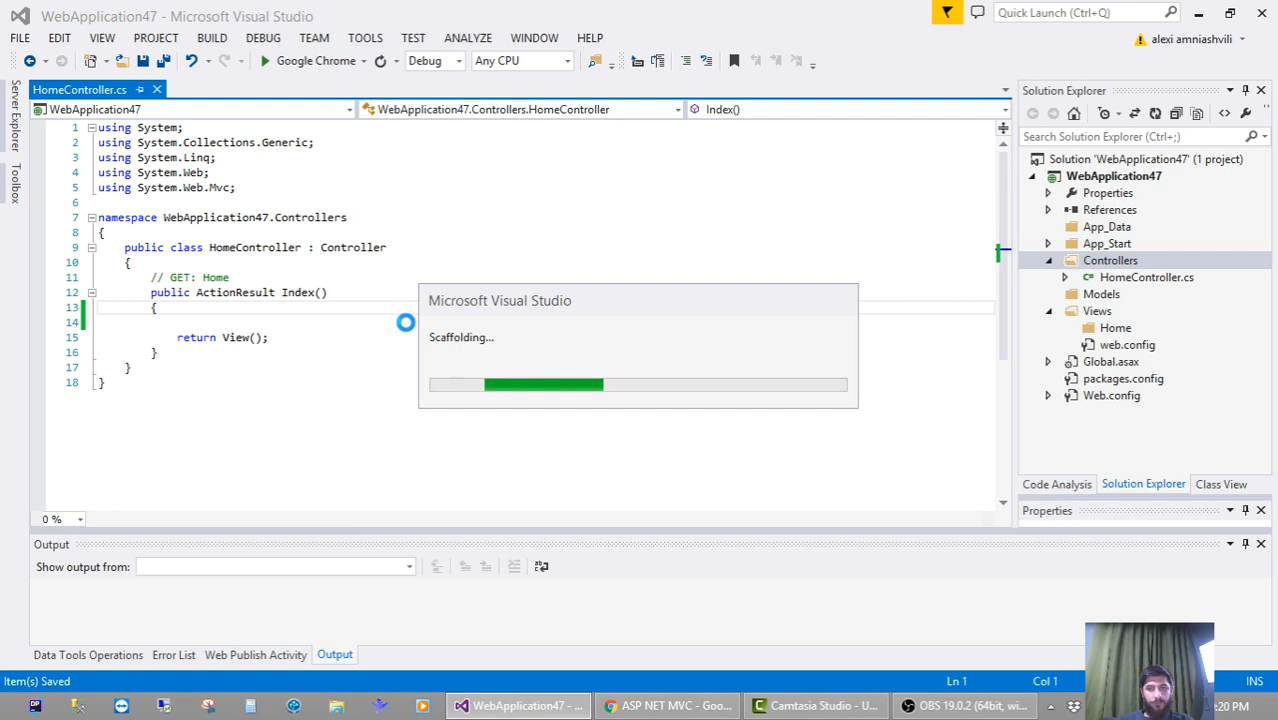 WebApplication47 - Microsoft Visual Studio
Quick Launch (Ctrl+Q)
FILE EDIT VIEW PROJECT BUILD DEBUG TEAM TOOLS TEST ANALYZE WINDOW HELP
alexi amniashvili
Google Chrome
Debug
Any CPU
Server Explorer
Toolbox
HomeController.cs
WebApplication47
WebApplication47.Controllers.HomeController
Index()
1 using System;
2 using System.Collections.Generic;
3 using System.Linq;
4 using System.Web;
5 using System.Web.Mvc;
6
7 namespace WebApplication47.Controllers
8 {
9 public class HomeController : Controller
10 {
11 // GET: Home
12 public ActionResult Index()
13 {
14
15 return View();
16 }
17 }
18 }
Microsoft Visual Studio
Scaffolding...
0 %
Solution Explorer
Search Solution Explorer (Ctrl+;)
Solution 'WebApplication47' (1 project)
WebApplication47
Properties
References
App_Data
App_Start
Controllers
HomeController.cs
Models
Views
Home
web.config
Global.asax
packages.config
Web.config
Code Analysis Solution Explorer Class View
Properties
Output
Show output from:
Data Tools Operations Error List Web Publish Activity Output
Item(s) Saved
Ln 1
Col 1
INS
WebApplication47 - ...
ASP NET MVC - Goo...
Camtasia Studio - U...
OBS 19.0.2 (64bit, wi...
:20 PM